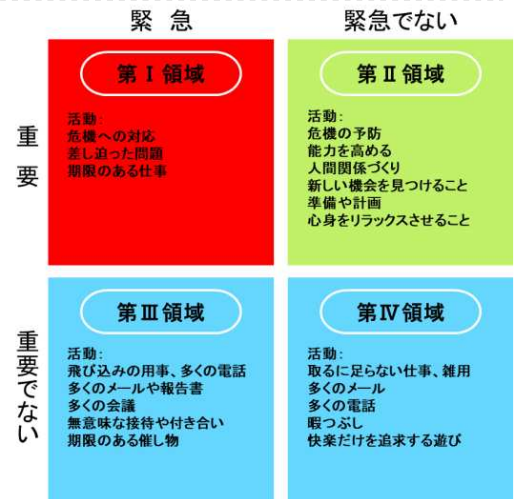 緊 急
緊急でない
重要
第Ⅰ領域
活動:
危機への対応
差し迫った問題
期限のある仕事
第Ⅱ領域
活動:
危機の予防
能力を高める
人間関係づくり
新しい機会を見つけること
準備や計画
心身をリラックスさせること
重要でない
第Ⅲ領域
活動:
飛び込みの用事、多くの電話
多くのメールや報告書
多くの会議
無意味な接待や付き合い
期限のある催し物
第Ⅳ領域
活動:
取るに足らない仕事、雑用
多くのメール
多くの電話
暇つぶし
快楽だけを追求する遊び